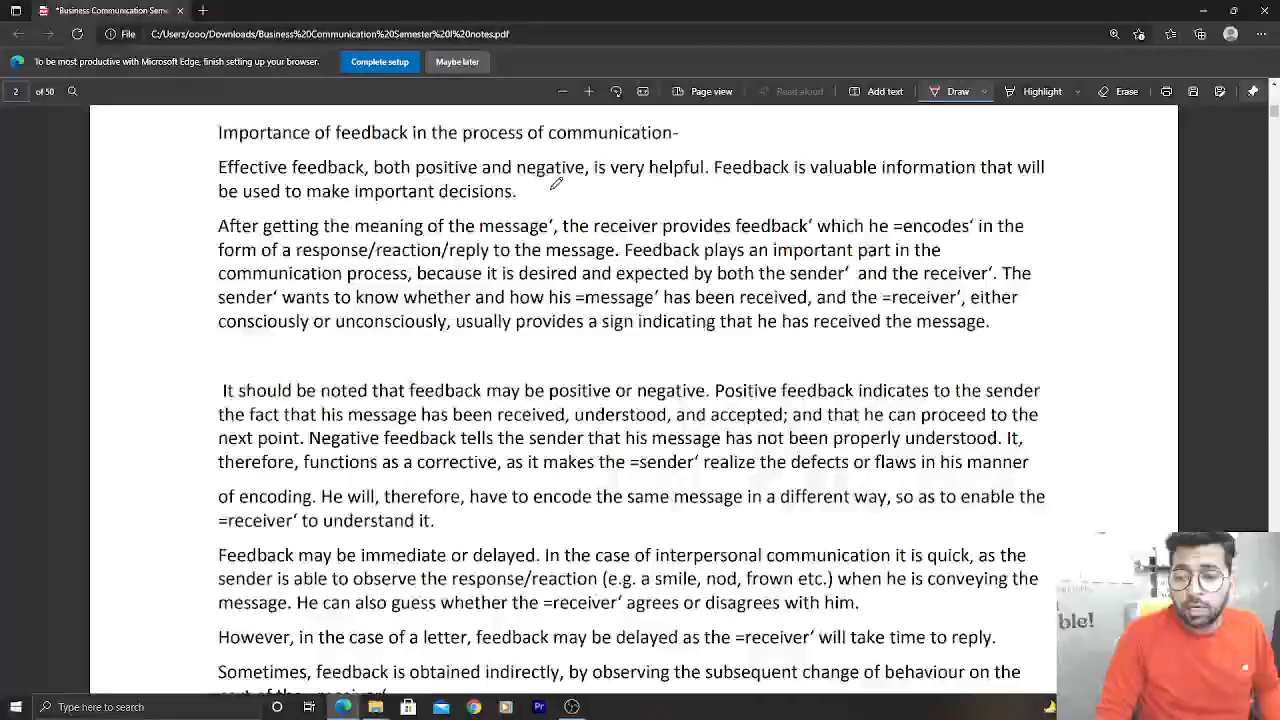 *Business Communication Sem
File
C:/Users/ooo/Downloads/Business%20Communication%20Semester%20I%20notes.pdf
To be most productive with Microsoft Edge, finish setting up your browser.
Complete setup
Maybe later
2
of 50
Page view
Read aloud
Add text
Draw
Highlight
Erase
Importance of feedback in the process of communication-
Effective feedback, both positive and negative, is very helpful. Feedback is valuable information that will
be used to make important decisions.
After getting the meaning of the message‘, the receiver provides feedback’ which he =encodes‘ in the
form of a response/reaction/reply to the message. Feedback plays an important part in the
communication process, because it is desired and expected by both the sender‘  and the receiver‘. The
sender‘ wants to know whether and how his =message’ has been received, and the =receiver‘, either
consciously or unconsciously, usually provides a sign indicating that he has received the message.
It should be noted that feedback may be positive or negative. Positive feedback indicates to the sender
the fact that his message has been received, understood, and accepted; and that he can proceed to the
next point. Negative feedback tells the sender that his message has not been properly understood. It,
therefore, functions as a corrective, as it makes the =sender‘ realize the defects or flaws in his manner
of encoding. He will, therefore, have to encode the same message in a different way, so as to enable the
=receiver‘ to understand it.
Feedback may be immediate or delayed. In the case of interpersonal communication it is quick, as the
sender is able to observe the response/reaction (e.g. a smile, nod, frown etc.) when he is conveying the
message. He can also guess whether the =receiver‘ agrees or disagrees with him.
However, in the case of a letter, feedback may be delayed as the =receiver‘ will take time to reply.
Sometimes, feedback is obtained indirectly, by observing the subsequent change of behaviour on the
ble!
Type here to search
Pr